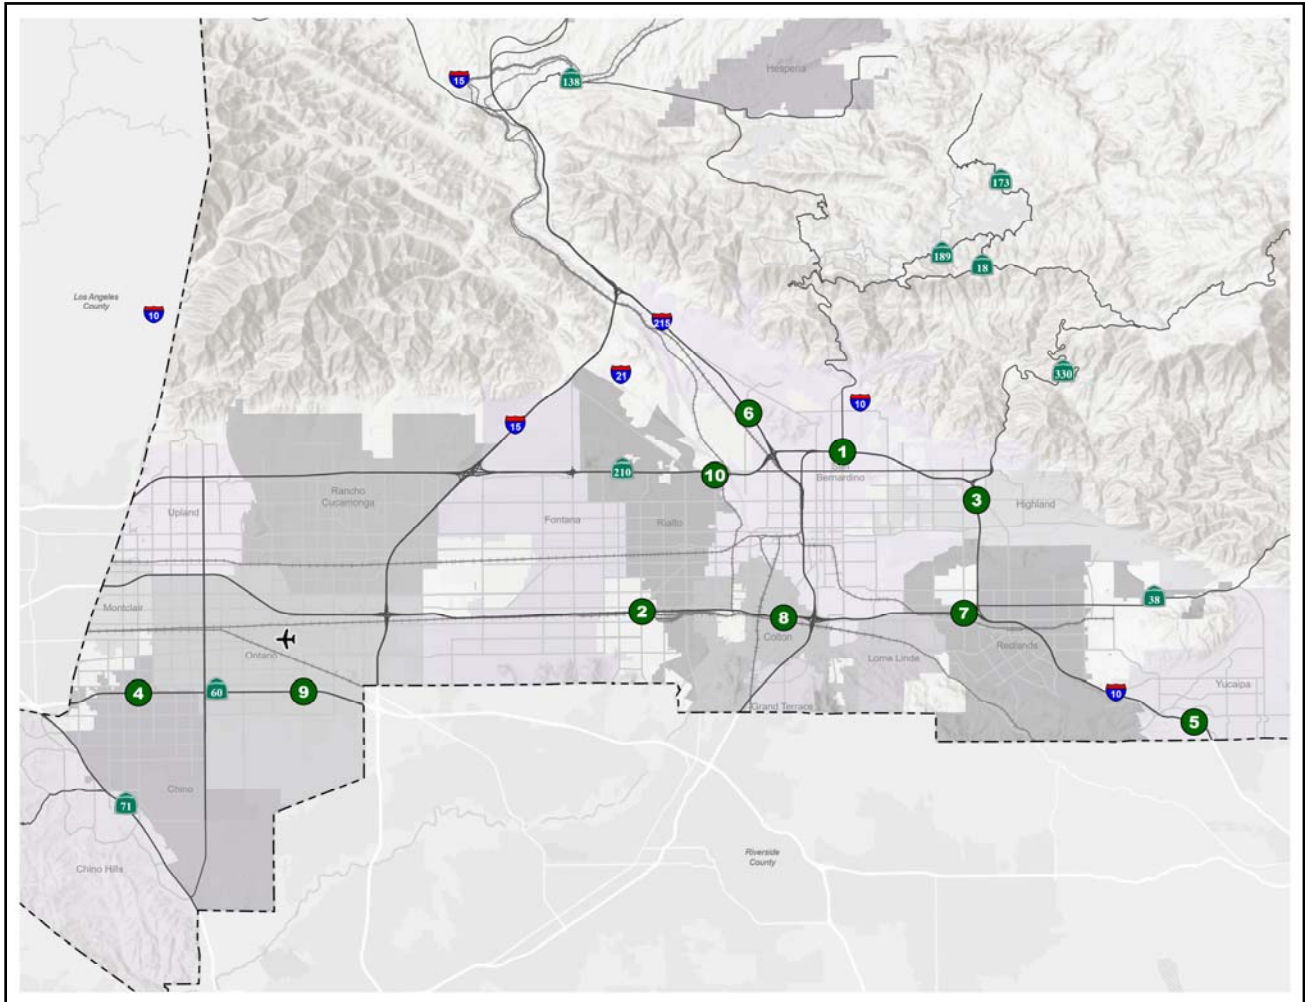 Hesperia
15
138
173
189
18
Los Angeles
County
10
215
330
21
10
6
15
1
San
Bernardino
210
10
Rancho
Cucamonga
3
Highland
Upland
Fontana
Rialto
38
Montclair
2
8
7
Colton
Ontario
Redlands
Loma Linda
4
60
9
10
Yucaipa
Grand Terrace
5
Chino
71
Riverside
County
Chino Hills